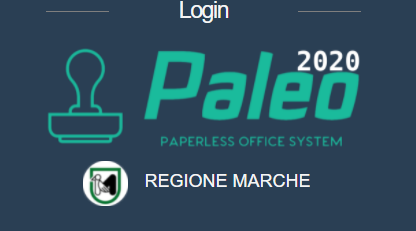 Login
2020
Paleo
PAPERLESS OFFICE SYSTEM
REGIONE MARCHE